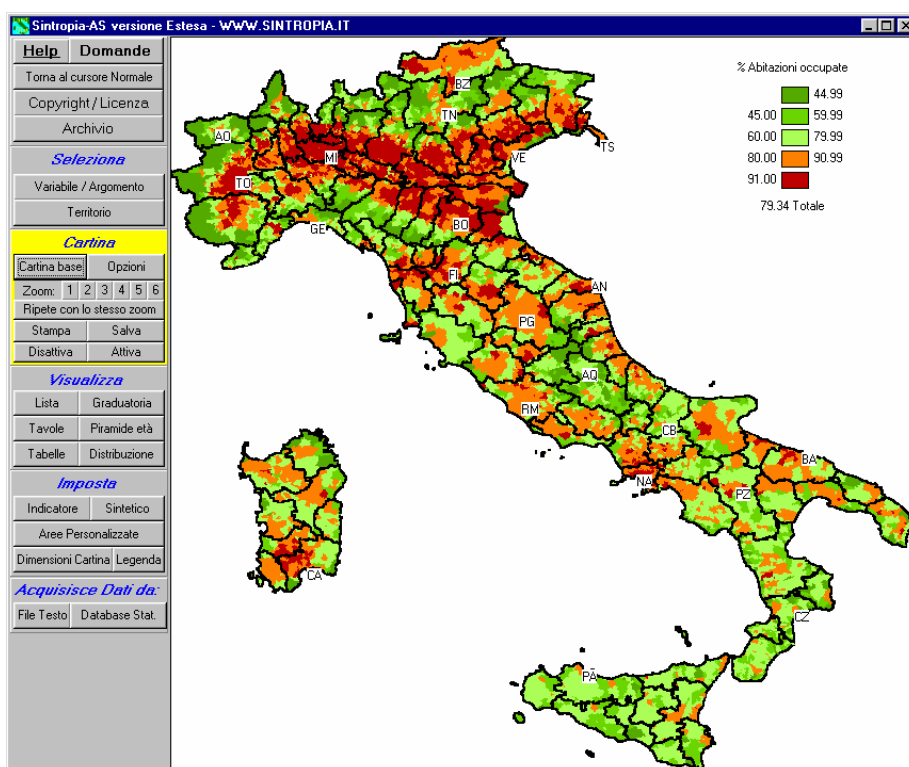 Sintropia-AS versione Estesa - WWW.SINTROPIA.IT
Help Domande
Torna al cursore Normale
Copyright / Licenza
Archivio
Seleziona
Variabile / Argomento
Territorio
Cartina
Cartina base Opzioni
Zoom: 1 2 3 4 5 6
Ripete con lo stesso zoom
Stampa Salva
Disattiva Attiva
Visualizza
Lista Graduatoria
Tavole Piramide età
Tabelle Distribuzione
Imposta
Indicatore Sintetico
Aree Personalizzate
Dimensioni Cartina Legenda
Acquisisce Dati da:
File Testo Database Stat.
% Abitazioni occupate
44.99
45.00 59.99
60.00 79.99
80.00 90.99
91.00
79.34 Totale
BZ
TN
AO
TS
MI
VE
TO
BO
GE
FI
AN
PG
AQ
RM
CB
BA
NA
PZ
CA
CZ
PA